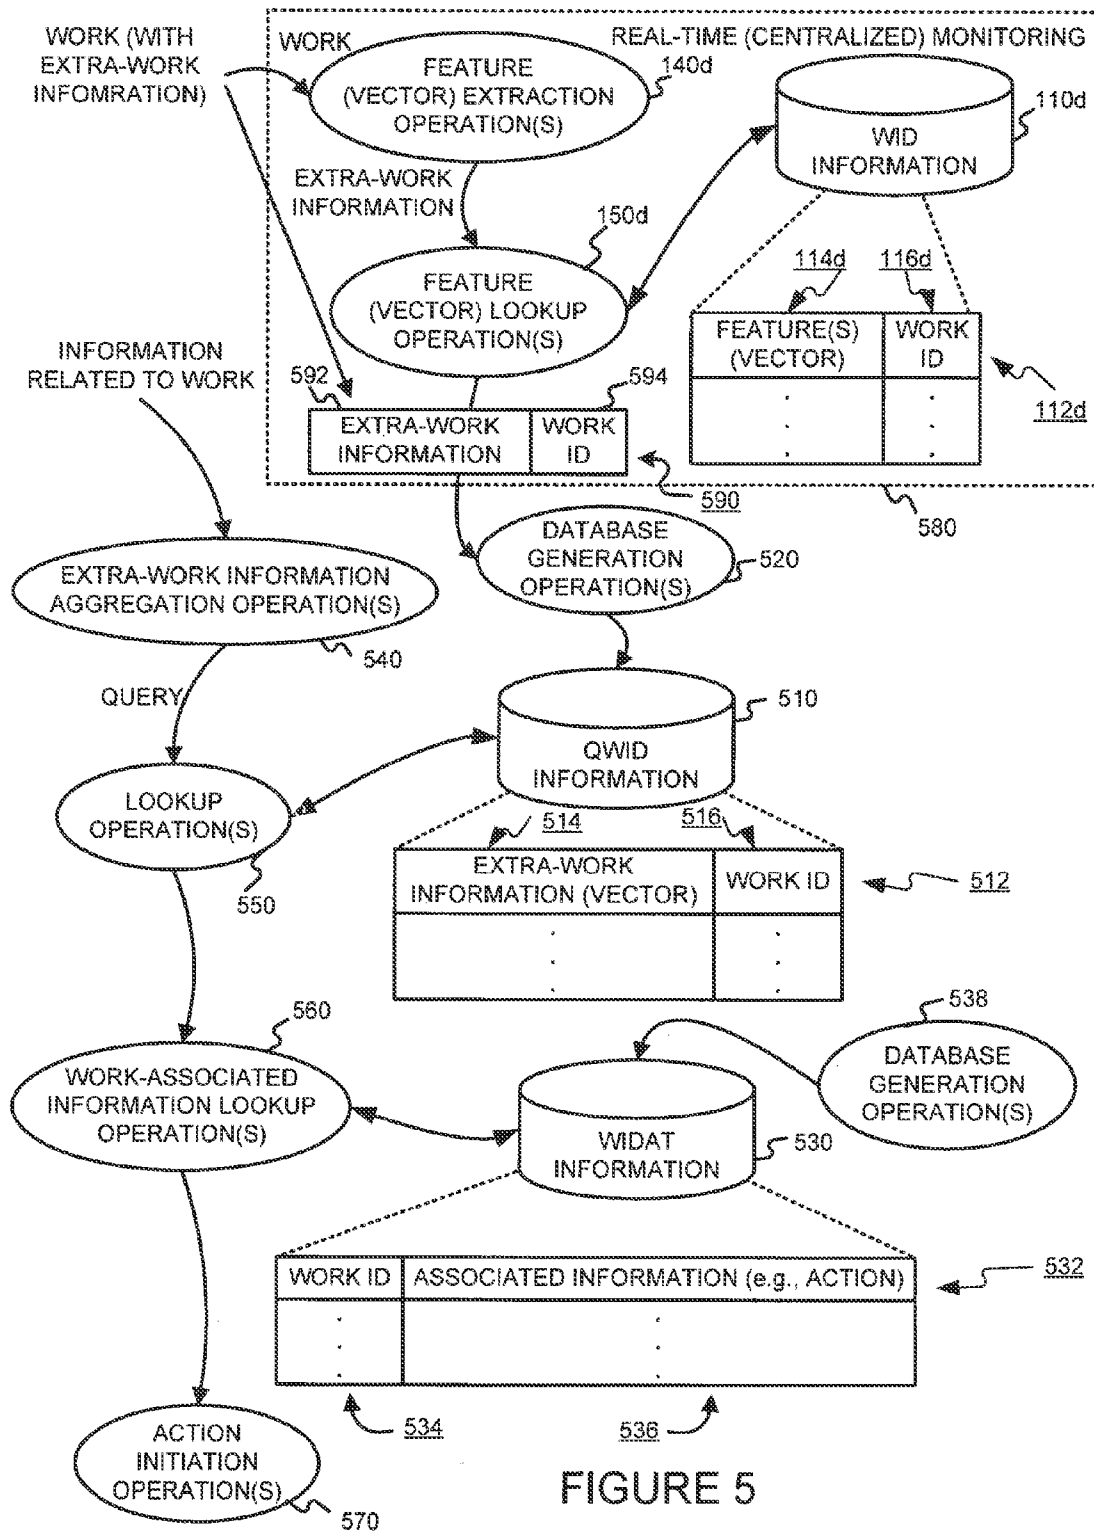 WORK (WITH
EXTRA-WORK
INFOMRATION)
WORK
REAL-TIME (CENTRALIZED) MONITORING
FEATURE
(VECTOR) EXTRACTION
OPERATION(S)
140d
WID
INFORMATION
110d
EXTRA-WORK
INFORMATION
150d
FEATURE
(VECTOR) LOOKUP
OPERATION(S)
114d
116d
FEATURE(S)
(VECTOR)
WORK
ID
112d
INFORMATION
RELATED TO WORK
592
594
EXTRA-WORK
INFORMATION
WORK
ID
590
580
DATABASE
GENERATION
OPERATION(S)
520
EXTRA-WORK INFORMATION
AGGREGATION OPERATION(S)
540
QUERY
510
QWID
INFORMATION
LOOKUP
OPERATION(S)
550
514
516
EXTRA-WORK
INFORMATION (VECTOR)
WORK ID
512
538
DATABASE
GENERATION
OPERATION(S)
560
WORK-ASSOCIATED
INFORMATION LOOKUP
OPERATION(S)
WIDAT
INFORMATION
530
WORK ID
ASSOCIATED INFORMATION (e.g., ACTION)
532
534
536
ACTION
INITIATION
OPERATION(S)
570
FIGURE 5